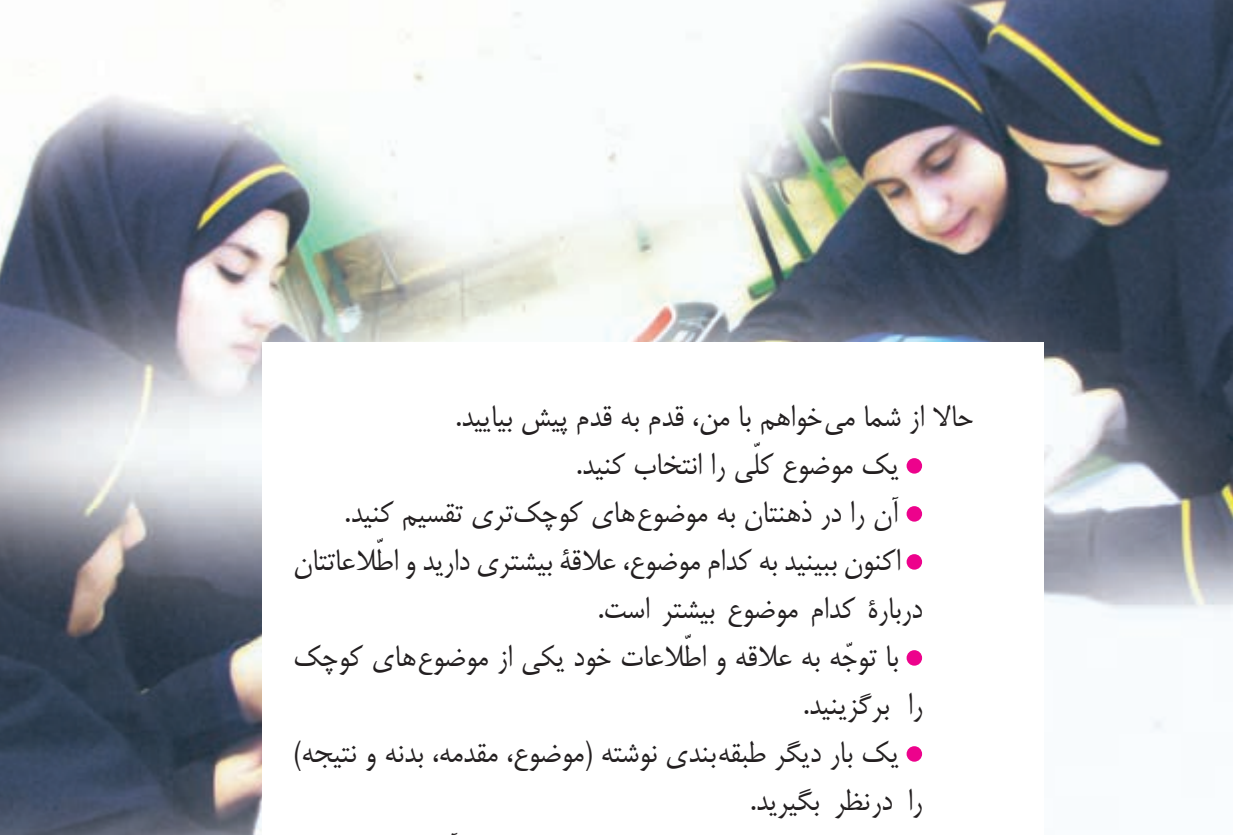 حالا از شما می‌خواهم با من، قدم به قدم پیش بیایید.
● یک موضوع کلّی را انتخاب کنید.
● آن را در ذهنتان به موضوع‌های کوچک‌تری تقسیم کنید.
● اکنون ببینید به کدام موضوع، علاقهٔ بیشتری دارید و اطّلاعاتتان
دربارهٔ کدام موضوع بیشتر است.
● با توجّه به علاقه و اطّلاعات خود یکی از موضوع‌های کوچک
را برگزینید.
● یک بار دیگر طبقه‌بندی نوشته (موضوع، مقدمه، بدنه و نتیجه)
را درنظر بگیرید.